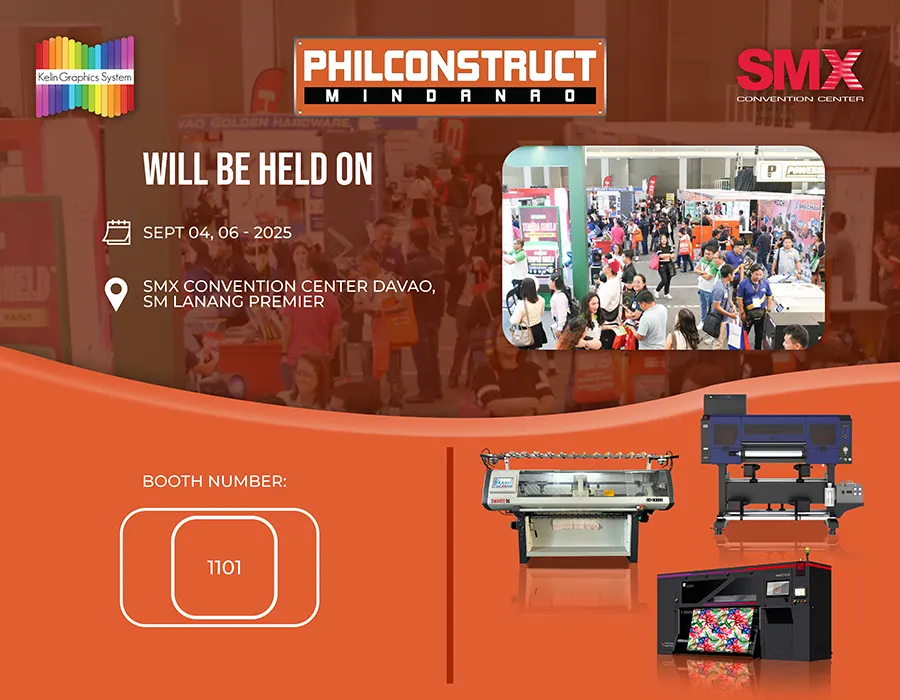 Kelin Graphics System
PHILCONSTRUCT
MINDANAO
SMX
CONVENTION CENTER
WILL BE HELD ON
SEPT 04, 06 - 2025
SMX CONVENTION CENTER DAVAO,
SM LANANG PREMIER
BOOTH NUMBER:
1101